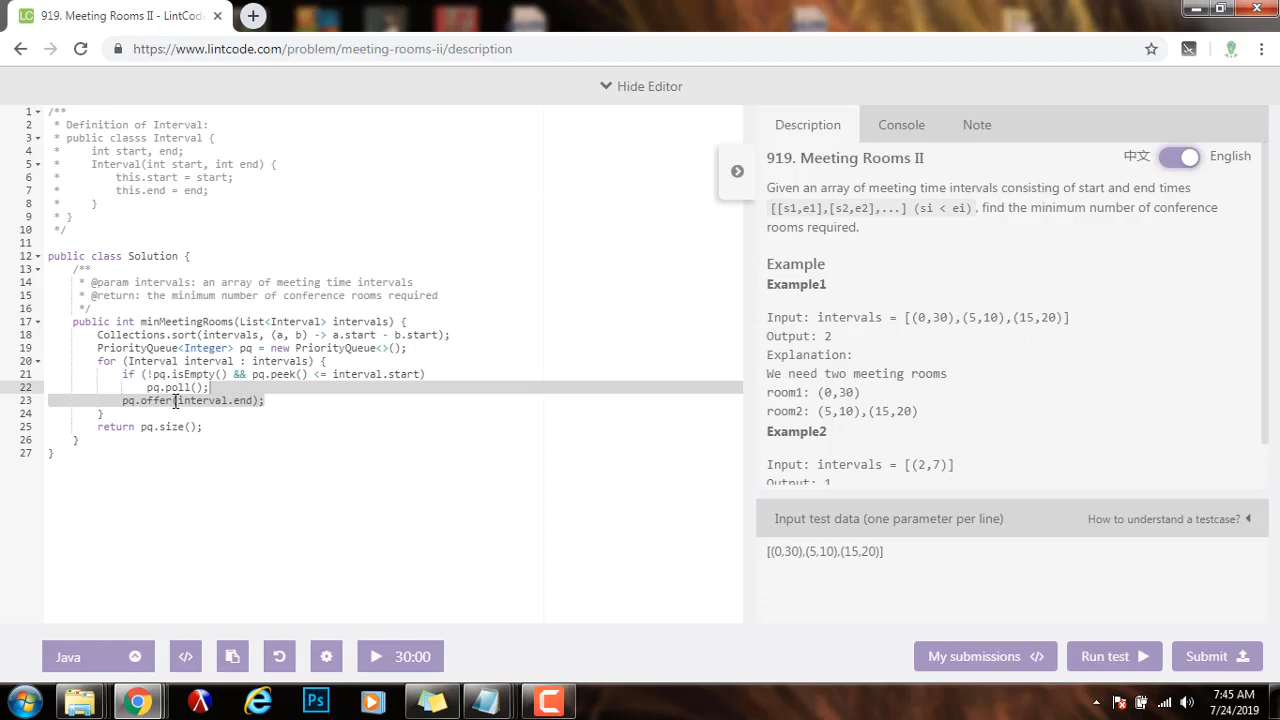 919. Meeting Rooms II - LintCod
https://www.lintcode.com/problem/meeting-rooms-ii/description
Hide Editor
1 /**
2 * Definition of Interval:
3 * public classs Interval {
4 *     int start, end;
5 *     Interval(int start, int end) {
6 *         this.start = start;
7 *         this.end = end;
8 *     }
9 * }
10 */
11
12 public class Solution {
13     /**
14      * @param intervals: an array of meeting time intervals
15      * @return: the minimum number of conference rooms required
16      */
17     public int minMeetingRooms(List<Interval> intervals) {
18         Collections.sort(intervals, (a, b) -> a.start - b.start);
19         PriorityQueue<Integer> pq = new PriorityQueue<>();
20         for (Interval interval : intervals) {
21             if (!pq.isEmpty() && pq.peek() <= interval.start)
22                 pq.poll();
23             pq.offer(interval.end);
24         }
25         return pq.size();
26     }
27 }
Description Console Note
919. Meeting Rooms II 中文 English
Given an array of meeting time intervals consisting of start and end times
[[s1,e1],[s2,e2],...] (si < ei), find the minimum number of conference
rooms required.
Example
Example1
Input: intervals = [(0,30),(5,10),(15,20)]
Output: 2
Explanation:
We need two meeting rooms
room1: (0,30)
room2: (5,10),(15,20)
Example2
Input: intervals = [(2,7)]
Output: 1
Input test data (one parameter per line) How to understand a testcase?
[(0,30),(5,10),(15,20)]
Java 30:00 My submissions Run test Submit
Ps
7:45 AM
7/24/2019